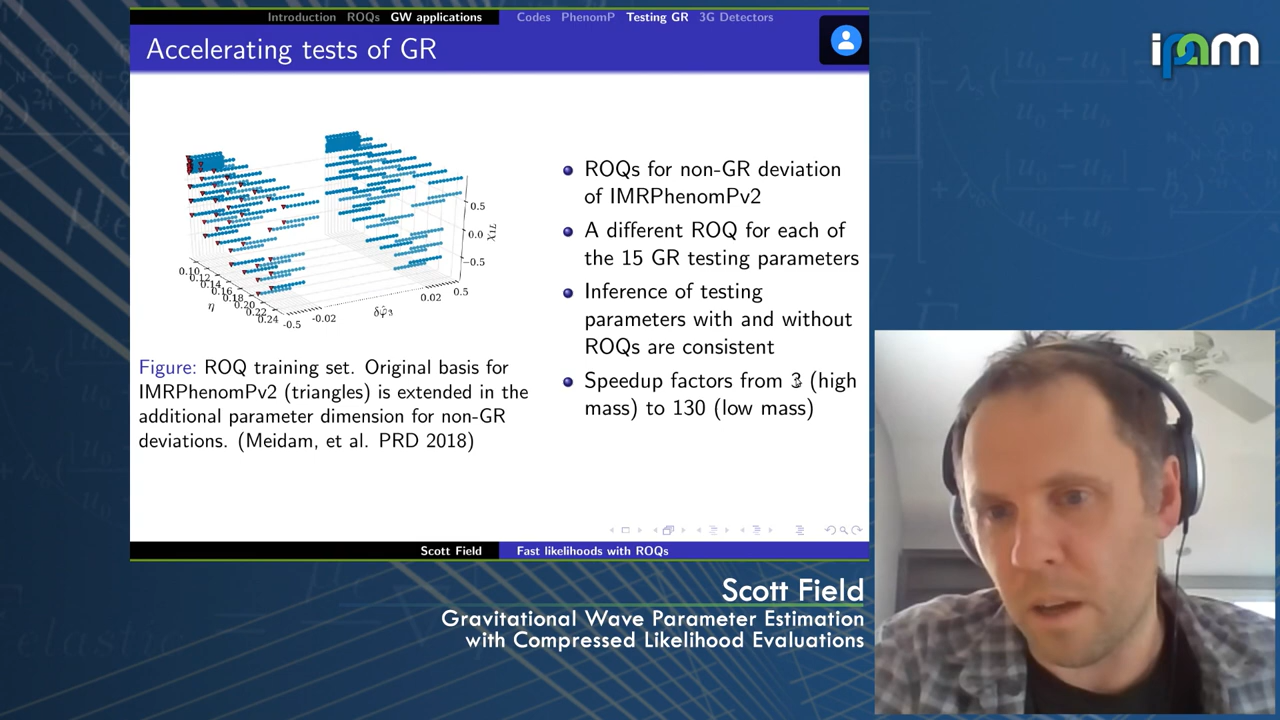 Introduction ROQs GW applications Codes PhenomP Testing GR 3G Detectors
Accelerating tests of GR
ipam
ROQs for non-GR deviation
of IMRPhenomPv2
A different ROQ for each of
the 15 GR testing parameters
Inference of testing
parameters with and without
ROQs are consistent
Speedup factors from 3 (high
mass) to 130 (low mass)
0.5
0.0
−0.5
χ1L
0.10
0.12
0.14
0.16
0.18
0.20
0.22
0.24
η
-0.5
-0.02
δφ̂3
0.02
0.5
Figure: ROQ training set. Original basis for
IMRPhenomPv2 (triangles) is extended in the
additional parameter dimension for non-GR
deviations. (Meidam, et al. PRD 2018)
Scott Field Fast likelihoods with ROQs
Scott Field
Gravitational Wave Parameter Estimation
with Compressed Likelihood Evaluations